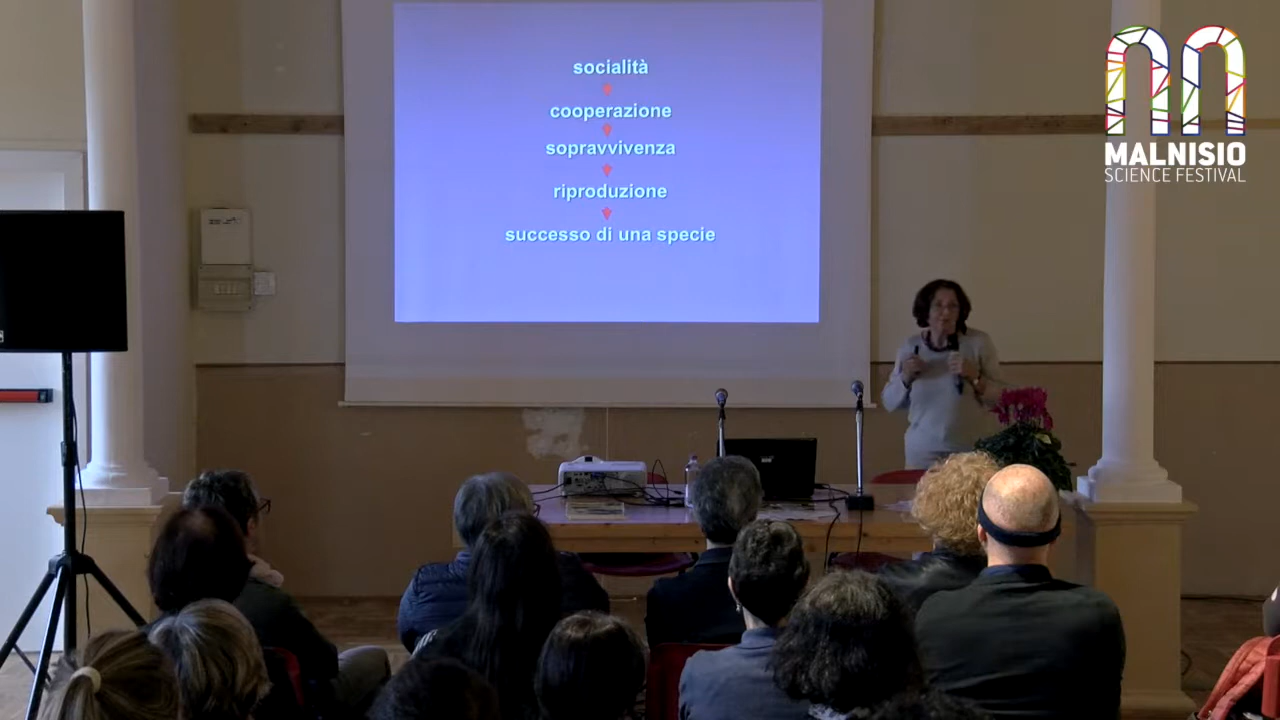 socialità
cooperazione
sopravvivenza
riproduzione
successo di una specie
MALNISIO
SCIENCE FESTIVAL